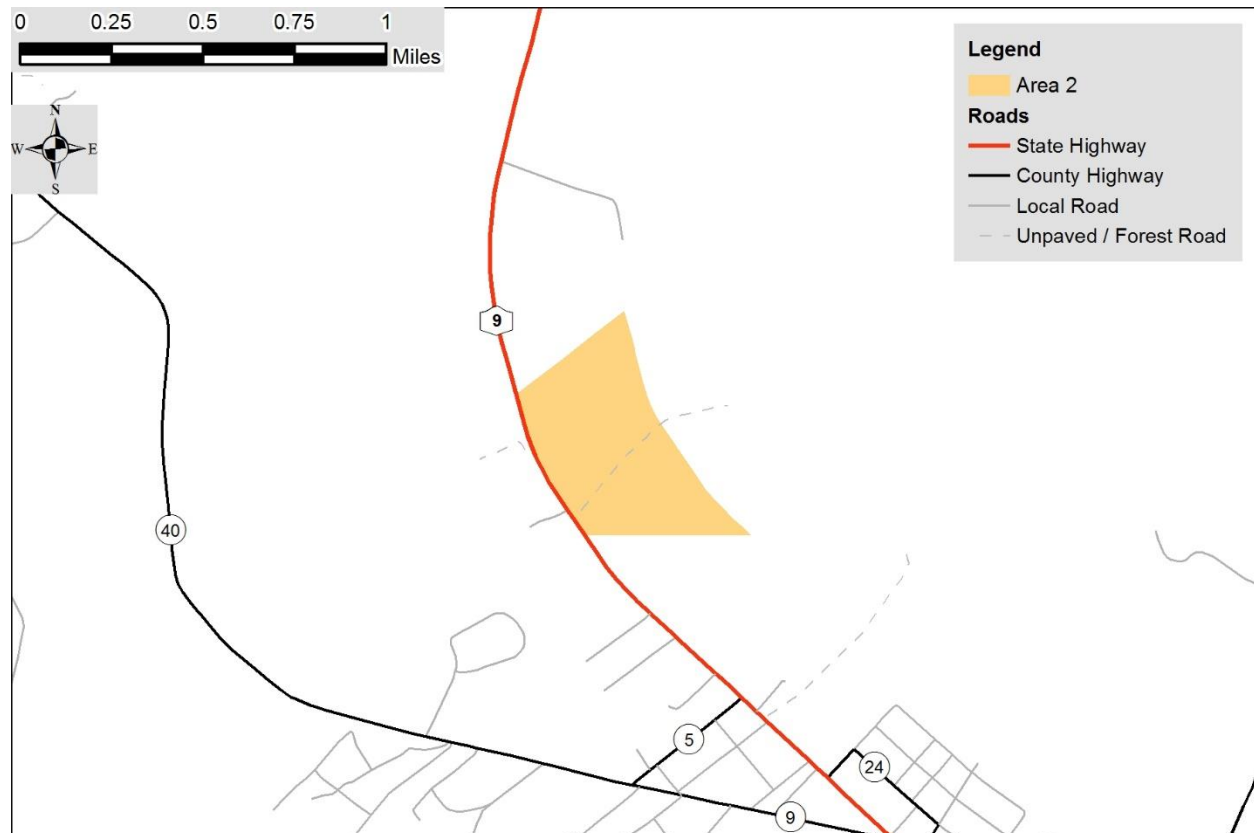 0 0.25 0.5 0.75 1
Miles
N
W E
S
Legend
Area 2
Roads
State Highway
County Highway
Local Road
Unpaved / Forest Road
9
40
5
24
9